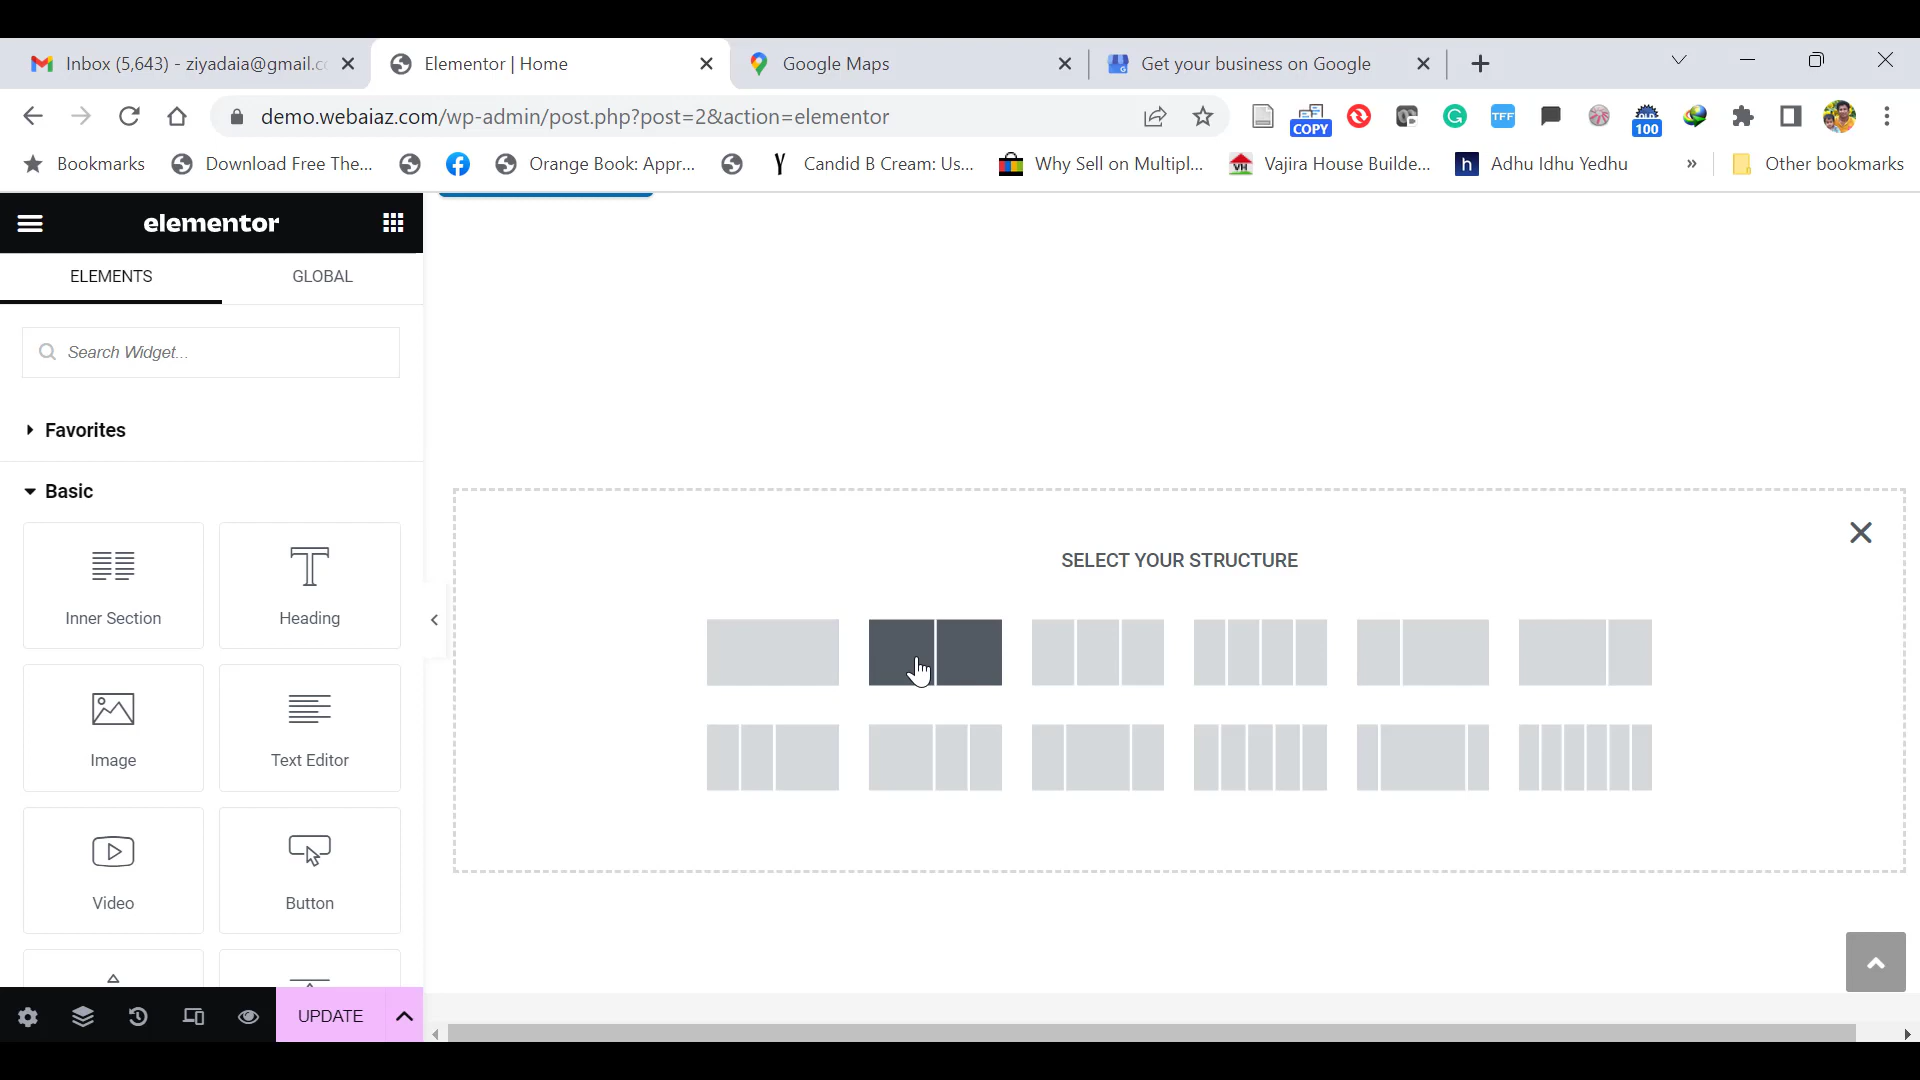 Inbox (5,643) - ziyadaia@gmail.c
Elementor | Home
Google Maps
Get your business on Google
demo.webaiaz.com/wp-admin/post.php?post=2&action=elementor
COPY
TFF
100
Bookmarks
Download Free The...
Orange Book: Appr...
Candid B Cream: Us...
Why Sell on Multipl...
VH
Vajira House Builde...
h
Adhu Idhu Yedhu
»
Other bookmarks
elementor
ELEMENTS
GLOBAL
Search Widget...
Favorites
Basic
Inner Section
Heading
Image
Text Editor
Video
Button
UPDATE
SELECT YOUR STRUCTURE